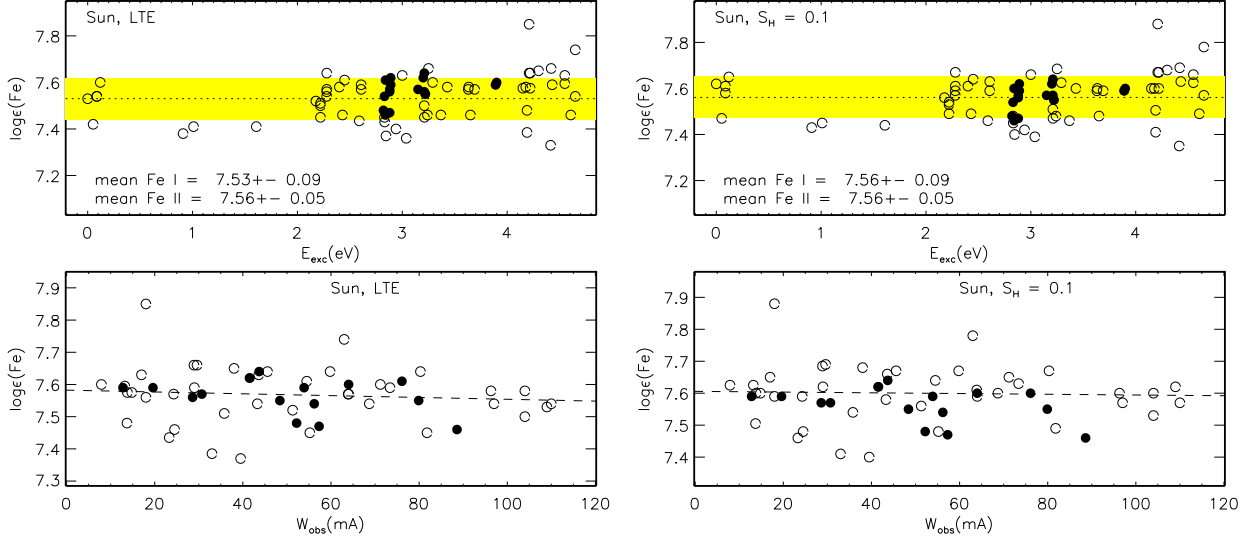 Sun, LTE
7.8
7.6
7.4
7.2
logε(Fe)
mean Fe I = 7.53+− 0.09
mean Fe II = 7.56+− 0.05
0 1 2 3 4
E_exc(eV)
Sun, S_H = 0.1
7.8
7.6
7.4
7.2
logε(Fe)
mean Fe I = 7.56+− 0.09
mean Fe II = 7.56+− 0.05
0 1 2 3 4
E_exc(eV)
Sun, LTE
7.9
7.8
7.7
7.6
7.5
7.4
7.3
logε(Fe)
0 20 40 60 80 100 120
W_obs(mA)
Sun, S_H = 0.1
7.9
7.8
7.7
7.6
7.5
7.4
logε(Fe)
0 20 40 60 80 100 120
W_obs(mA)